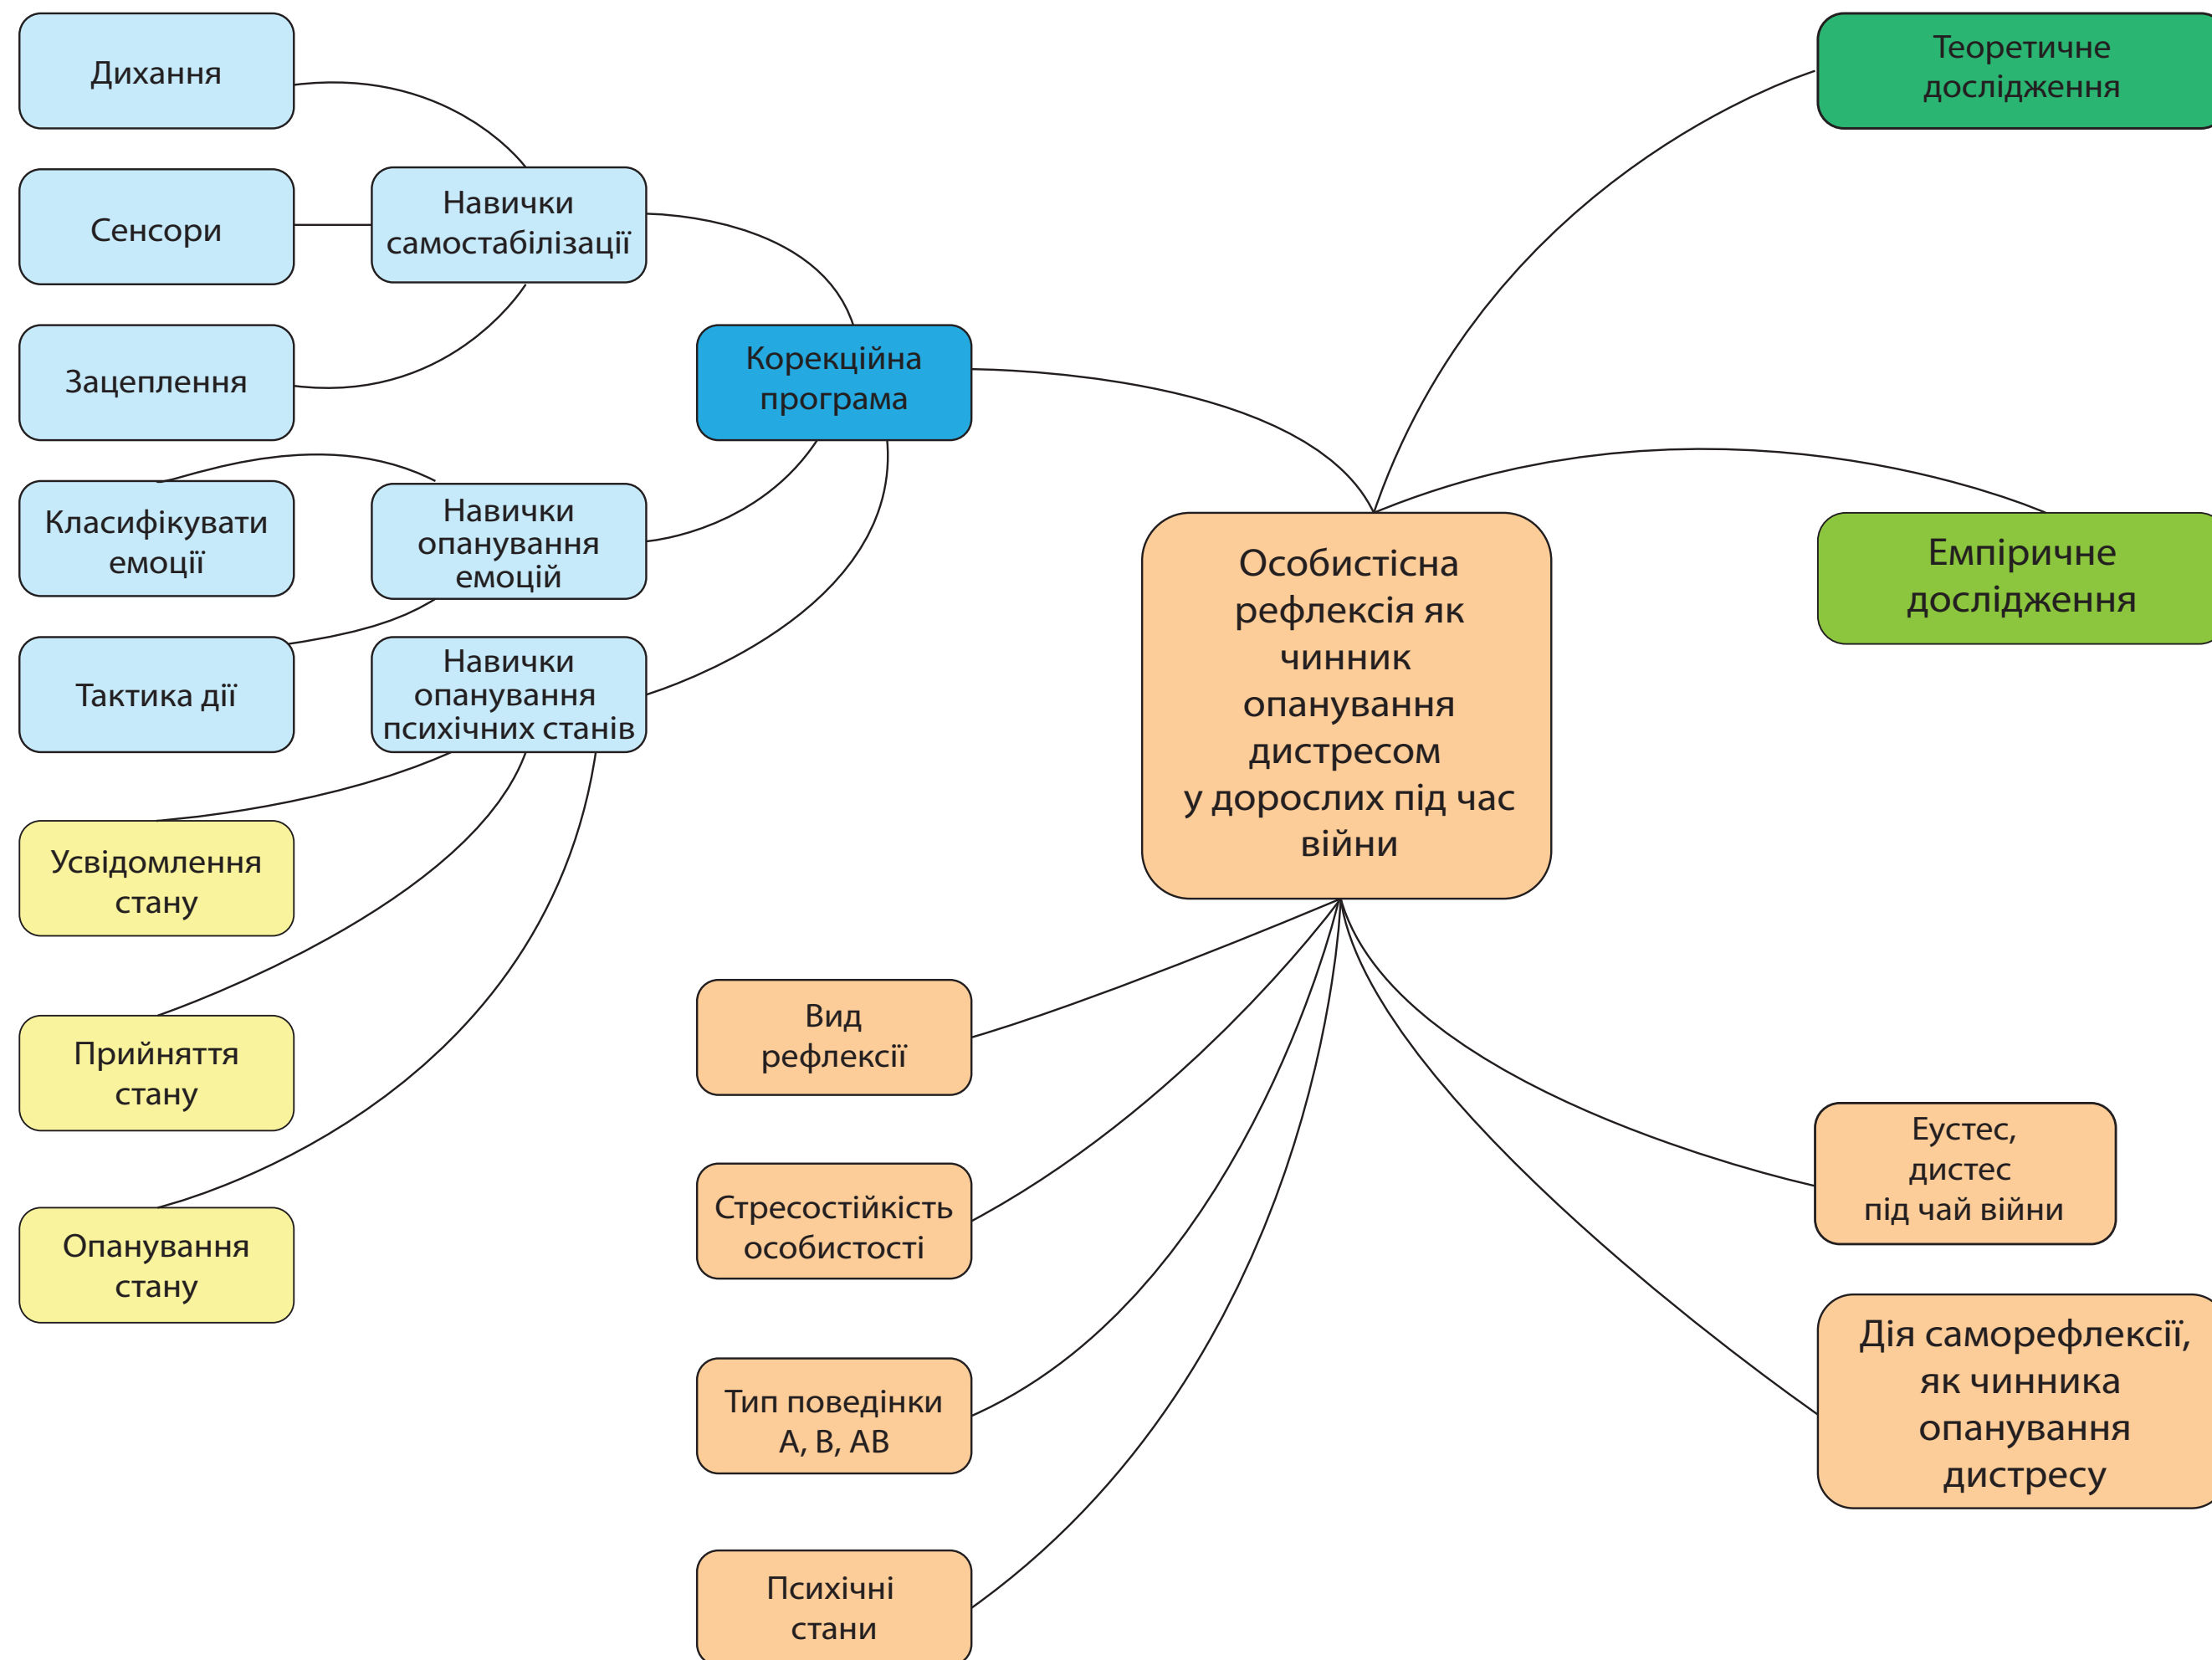 Дихання
Сенсори
Зацеплення
Класифікувати
емоції
Тактика дії
Усвідомлення
стану
Прийняття
стану
Опанування
стану
Навички
самостабілізації
Навички
опанування
емоцій
Навички
опанування
психічних станів
Корекційна
програма
Особистісна
рефлексія як
чинник
опанування
дистресом
у дорослих під час
війни
Вид
рефлексії
Стресостійкість
особистості
Тип поведінки
А, В, АВ
Психічні
стани
Теоретичне
дослідження
Емпіричне
дослідження
Еустес,
дистес
під чай війни
Дія саморефлексії,
як чинника
опанування
дистресу